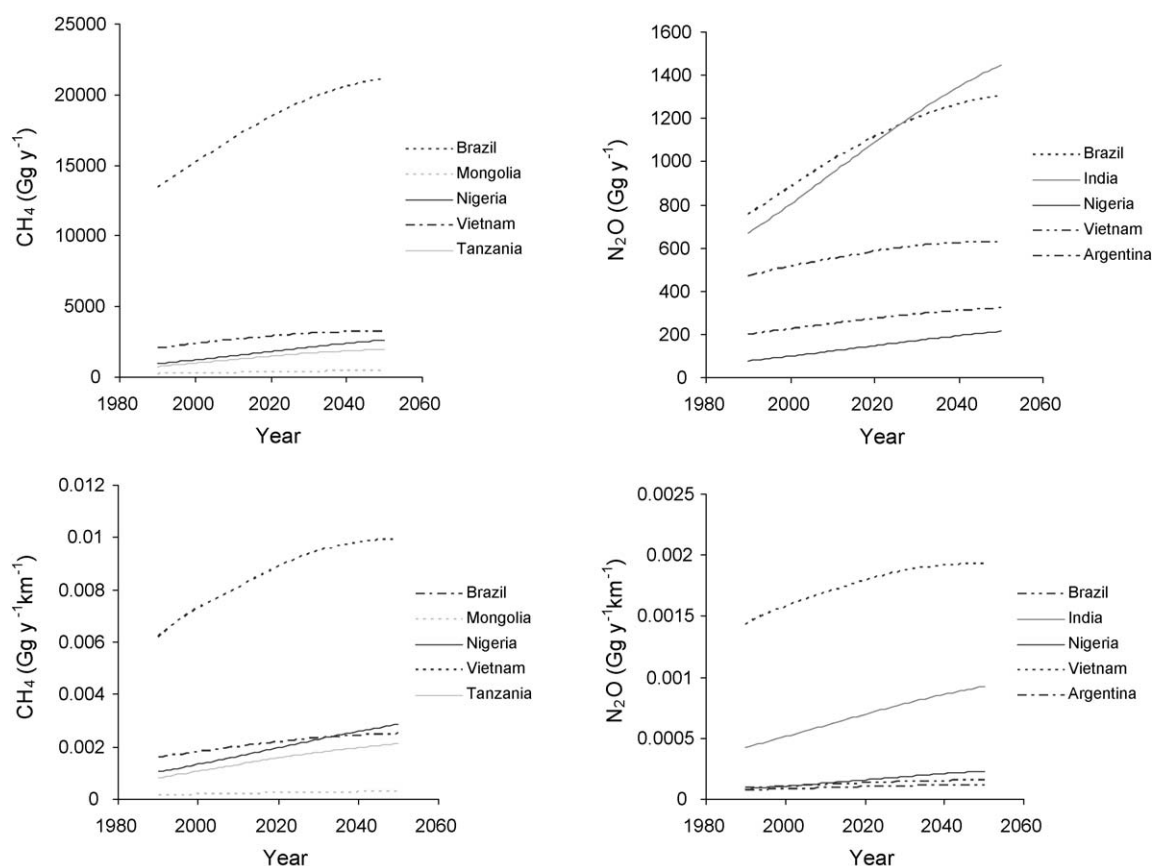 25000
20000
15000
10000
5000
0
CH₄ (Gg y⁻¹)
1980 2000 2020 2040 2060
Year
Brazil
Mongolia
Nigeria
Vietnam
Tanzania
1600
1400
1200
1000
800
600
400
200
0
N₂O (Gg y⁻¹)
1980 2000 2020 2040 2060
Year
Brazil
India
Nigeria
Vietnam
Argentina
0.012
0.01
0.008
0.006
0.004
0.002
0
CH₄ (Gg y⁻¹km⁻¹)
1980 2000 2020 2040 2060
Year
Brazil
Mongolia
Nigeria
Vietnam
Tanzania
0.0025
0.002
0.0015
0.001
0.0005
0
N₂O (Gg y⁻¹km⁻¹)
1980 2000 2020 2040 2060
Year
Brazil
India
Nigeria
Vietnam
Argentina